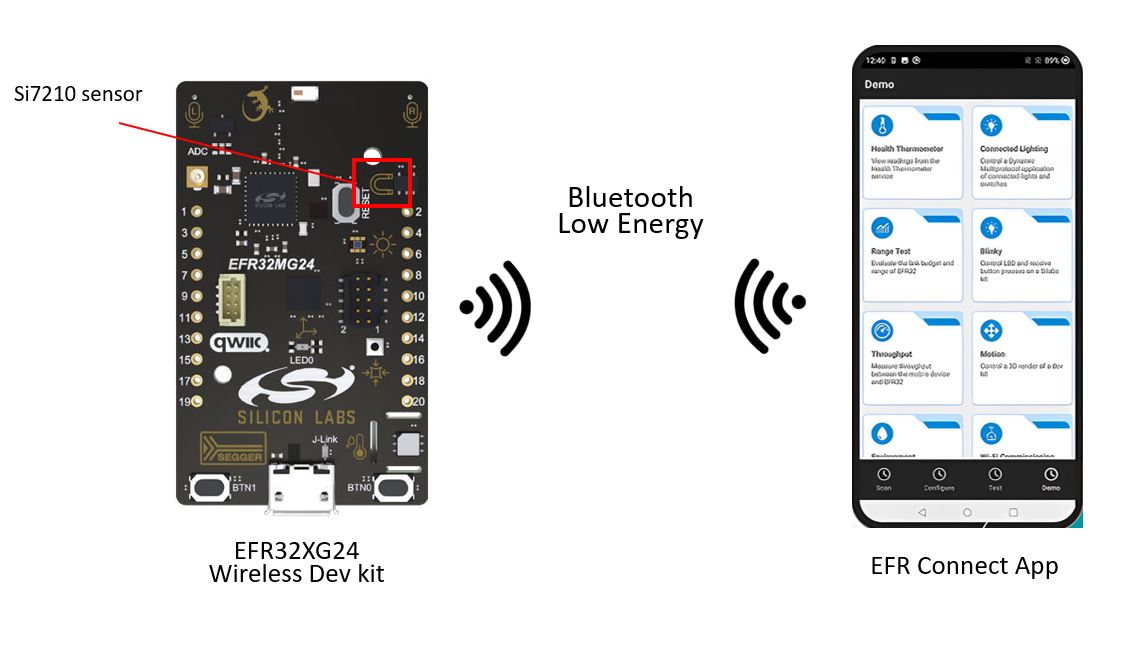 Si7210 sensor
L
R
ADC
SILICON LABS
RESET
1
2
3
4
5
6
EFR32MG24
7
8
9
10
11
12
2
1
13
14
qwiic
LED0
15
16
17
18
19
20
SILICON LABS
J-Link
SEGGER
BTN1
BTN0
EFR32XG24
Wireless Dev kit
Bluetooth
Low Energy
12:40
89%
Demo
Health Thermometer
View readings from the
Health Thermometer
service
Connected Lighting
Control a Dynamic
Multiprotocol application
of connected lights and
switches
Range Test
Evaluate the link budget and
range of EFR32
Blinky
Control LED and receive
button presses on a Silabs
kit
Throughput
Measure throughput
between the mobile device
and EFR32
Motion
Control a 3D render of a dev
kit
Environment
Wi-Fi Commissioning
Scan
Configure
Test
Demo
EFR Connect App